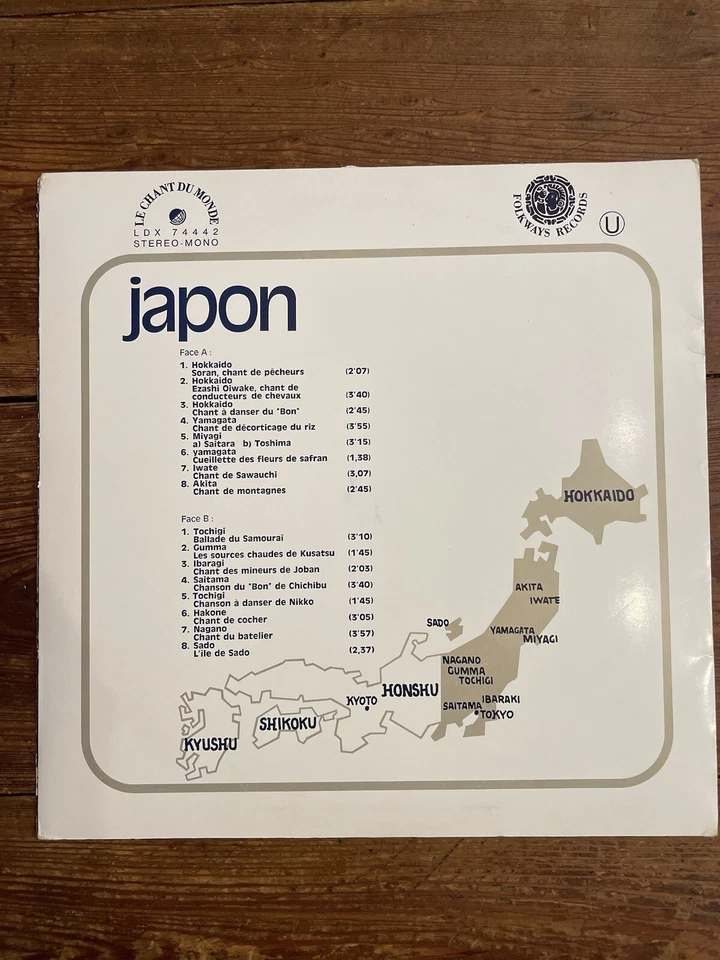 LE CHANT DU MONDE
LDX 74442
STEREO-MONO
FOLKWAYS RECORDS
U
japon
Face A :
1. Hokkaido
Soran, chant de pêcheurs (2'07)
2. Hokkaido
Ezashi Oiwake, chant de
conducteurs de chevaux (3'40)
3. Hokkaido
Chant à danser du "Bon" (2'45)
4. Yamagata
Chant de décorticage du riz (3'55)
5. Miyagi
a) Saitara b) Toshima (3'15)
6. yamagata
Cueillette des fleurs de safran (1,38)
7. Iwate
Chant de Sawauchi (3,07)
8. Akita
Chant de montagnes (2'45)
Face B :
1. Tochigi
Ballade du Samouraï (3'10)
2. Gumma
Les sources chaudes de Kusatsu (1'45)
3. Ibaragi
Chant des mineurs de Joban (2'03)
4. Saitama
Chanson du "Bon" de Chichibu (3'40)
5. Tochigi
Chanson à danser de Nikko (1'45)
6. Hakone
Chant de cocher (3'05)
7. Nagano
Chant du batelier (3'57)
8. Sado
L'île de Sado (2,37)
HOKKAIDO
AKITA
IWATE
SADO
YAMAGATA
MIYAGI
NAGANO
GUMMA
TOCHIGI
HONSHU
KYOTO
IBARAKI
SAITAMA
TOKYO
SHIKOKU
KYUSHU